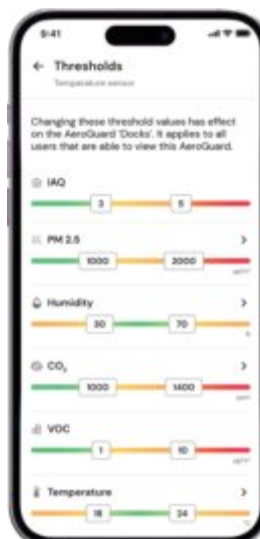 9:41
← Thresholds
Temperature sensor
Changing these threshold values has effect
on the AeroGuard 'Docks'. It applies to all
users that are able to view this AeroGuard.
IAQ
3 5
PM 2.5 >
1000 2000
Humidity >
30 70
%
CO₂ >
1000 1400
ppm
VOC
1 10
Temperature >
18 24
°C